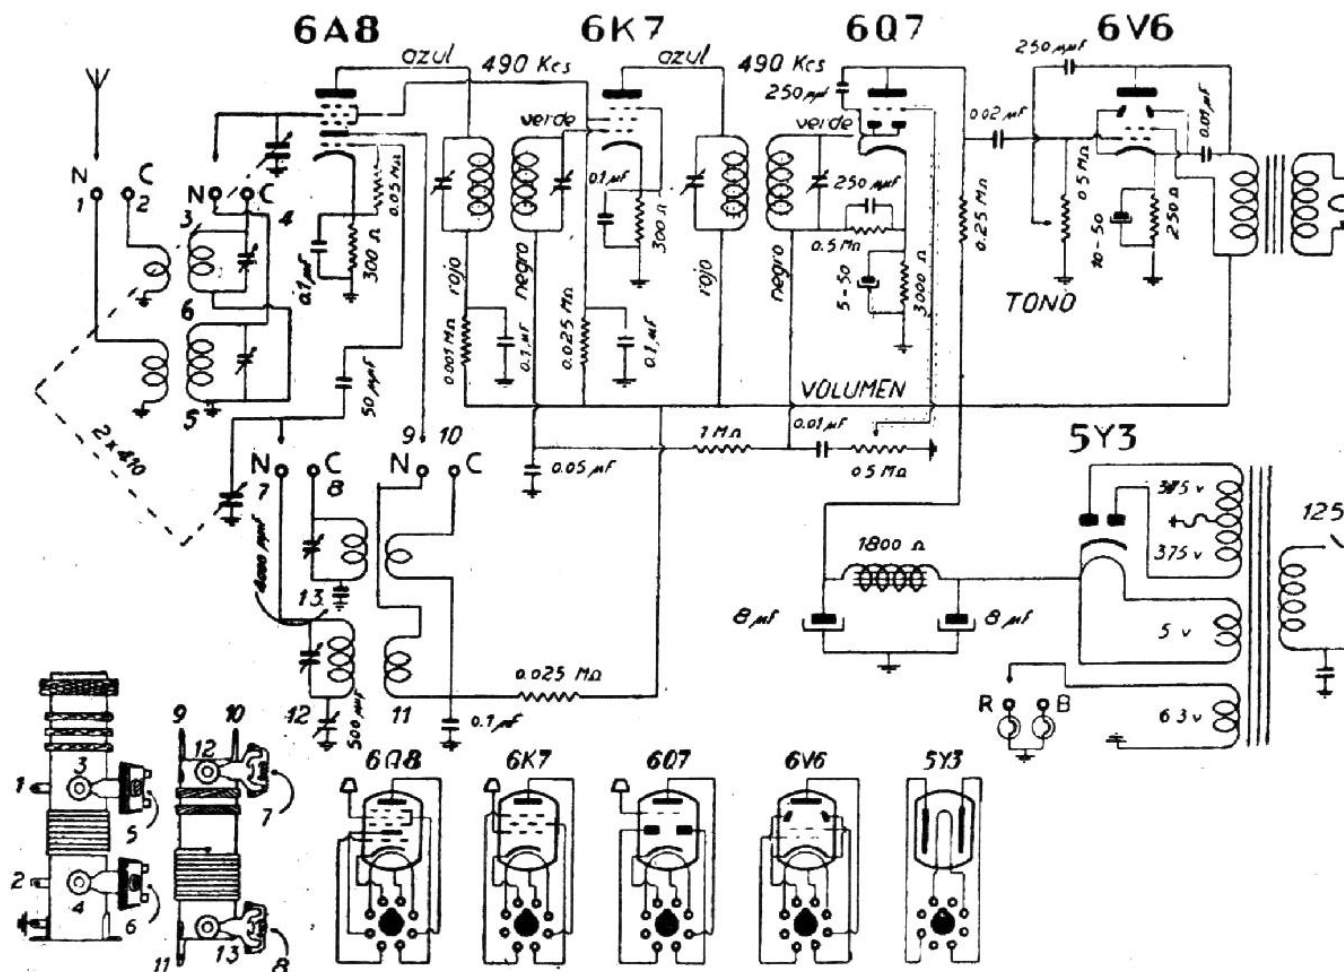 6A8
6K7
6Q7
6V6
azul
490 Kcs
azul
490 Kcs
250 µµF
250 µµF
0.02 µF
0.01 µF
verde
verde
N
C
1
2
N
C
3
4
0.05 MΩ
0.1 µF
300 Ω
0.1 µF
300 Ω
250 µµF
0.5 MΩ
5-50
3000 Ω
0.25 MΩ
0.5 MΩ
10-50
250 Ω
TONO
6
5
rojo
negro
rojo
negro
0.001 MΩ
0.1 µF
0.025 MΩ
0.1 µF
50 µµF
VOLUMEN
2 x 410
9
10
N
C
N
C
7
8
0.05 µF
1 MΩ
0.01 µF
0.5 MΩ
5Y3
375 v
375 v
125
1800 Ω
8 µF
8 µF
5 v
6.3 v
R
B
4000 µµF
13
12
500 µµF
11
0.025 MΩ
0.1 µF
6A8
6K7
6Q7
6V6
5Y3
1
2
3
4
5
6
9
10
12
7
11
13
8